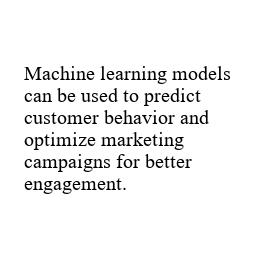 Machine learning models
can be used to predict
customer behavior and
optimize marketing
campaigns for better
engagement.